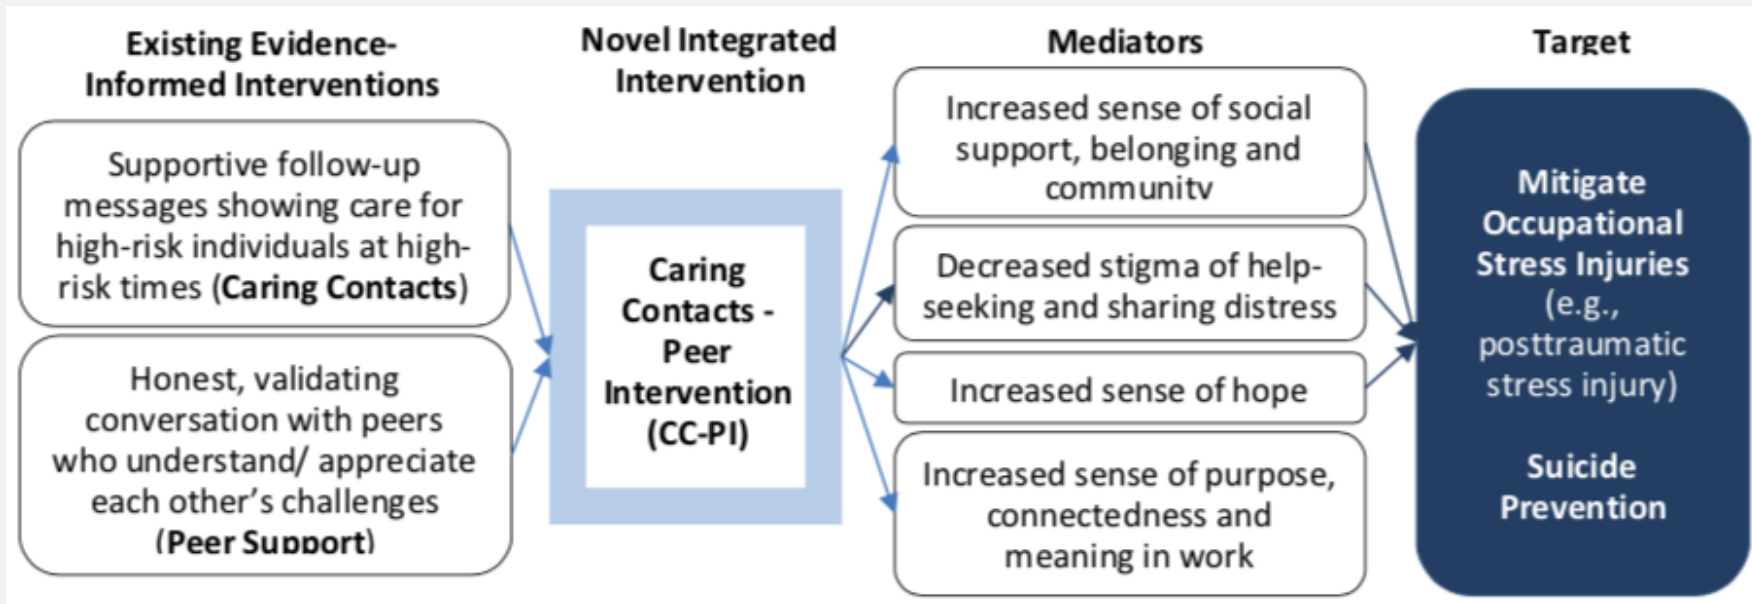 Existing Evidence-
Informed Interventions
Supportive follow-up
messages showing care for
high-risk individuals at high-
risk times (Caring Contacts)
Honest, validating
conversation with peers
who understand/ appreciate
each other's challenges
(Peer Support)
Novel Integrated
Intervention
Caring
Contacts -
Peer
Intervention
(CC-PI)
Mediators
Increased sense of social
support, belonging and
community
Decreased stigma of help-
seeking and sharing distress
Increased sense of hope
Increased sense of purpose,
connectedness and
meaning in work
Target
Mitigate
Occupational
Stress Injuries
(e.g.,
posttraumatic
stress injury)
Suicide
Prevention